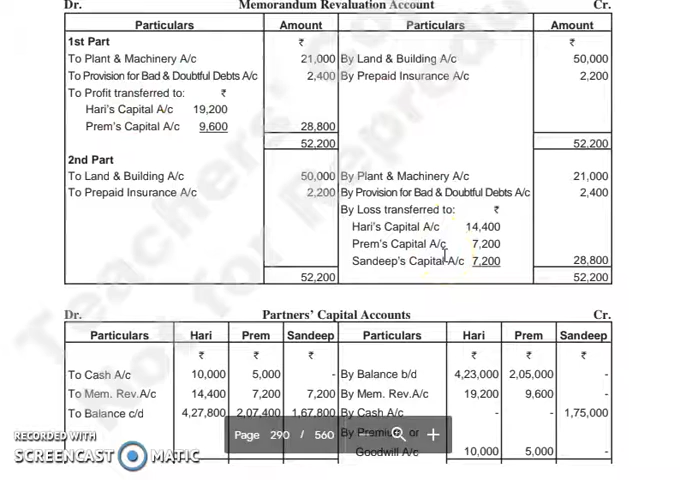 Dr. Memorandum Revaluation Account Cr.
Particulars Amount Particulars Amount
1st Part ₹ ₹
To Plant & Machinery A/c 21,000 By Land & Building A/c 50,000
To Provision for Bad & Doubtful Debts A/c 2,400 By Prepaid Insurance A/c 2,200
To Profit transferred to: ₹
Hari's Capital A/c 19,200
Prem's Capital A/c 9,600 28,800
52,200 52,200
2nd Part
To Land & Building A/c 50,000 By Plant & Machinery A/c 21,000
To Prepaid Insurance A/c 2,200 By Provision for Bad & Doubtful Debts A/c 2,400
By Loss transferred to: ₹
Hari's Capital A/c 14,400
Prem's Capital A/c 7,200
Sandeep's Capital A/c 7,200 28,800
52,200 52,200
Dr. Partners' Capital Accounts Cr.
Particulars Hari Prem Sandeep Particulars Hari Prem Sandeep
₹ ₹ ₹ ₹ ₹ ₹
To Cash A/c 10,000 5,000 - By Balance b/d 4,23,000 2,05,000 -
To Mem. Rev.A/c 14,400 7,200 7,200 By Mem. Rev.A/c 19,200 9,600 -
To Balance c/d 4,27,800 2,07,400 1,67,800 By Cash A/c - - 1,75,000
By Premium or
Goodwill A/c 10,000 5,000 -
Page 290 / 560
RECORDED WITH
SCREENCAST MATIC